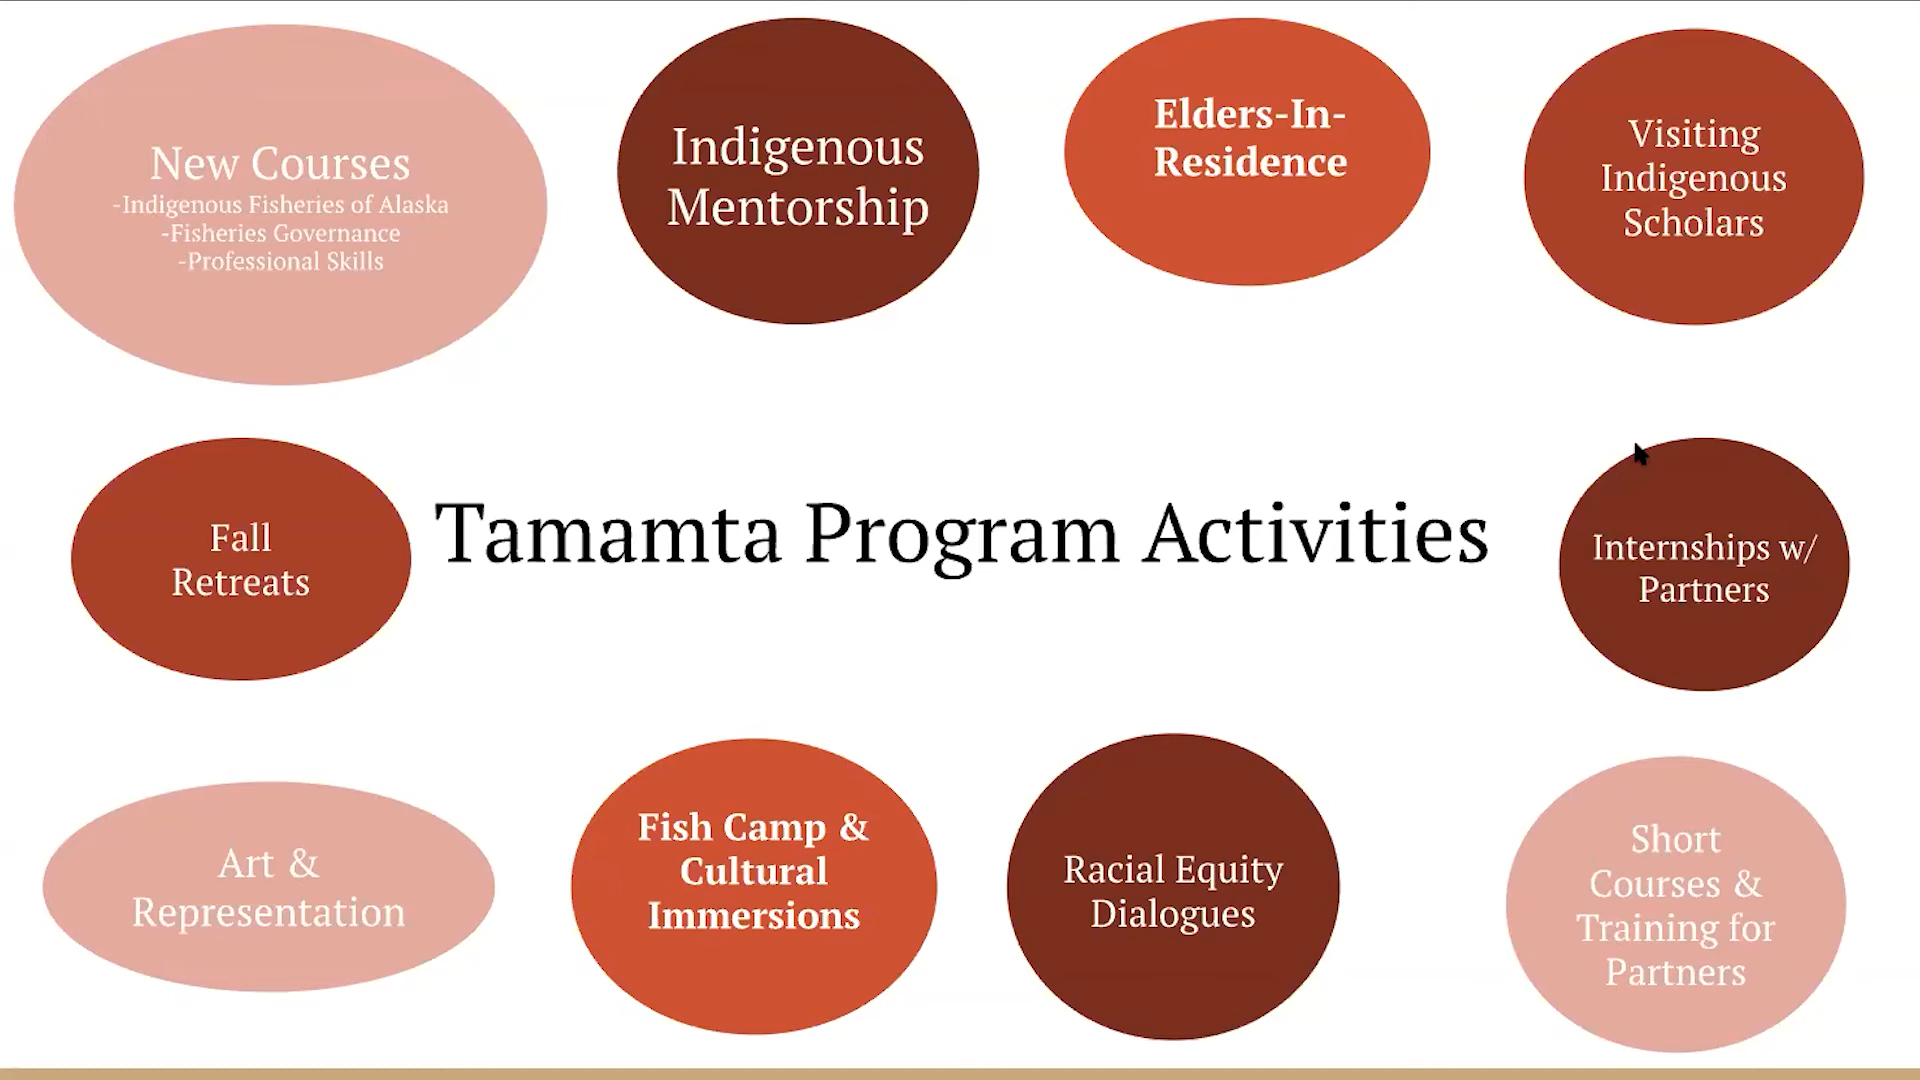 New Courses
-Indigenous Fisheries of Alaska
-Fisheries Governance
-Professional Skills
Indigenous
Mentorship
Elders-In-
Residence
Visiting
Indigenous
Scholars
Fall
Retreats
Tamamta Program Activities
Internships w/
Partners
Art &
Representation
Fish Camp &
Cultural
Immersions
Racial Equity
Dialogues
Short
Courses &
Training for
Partners